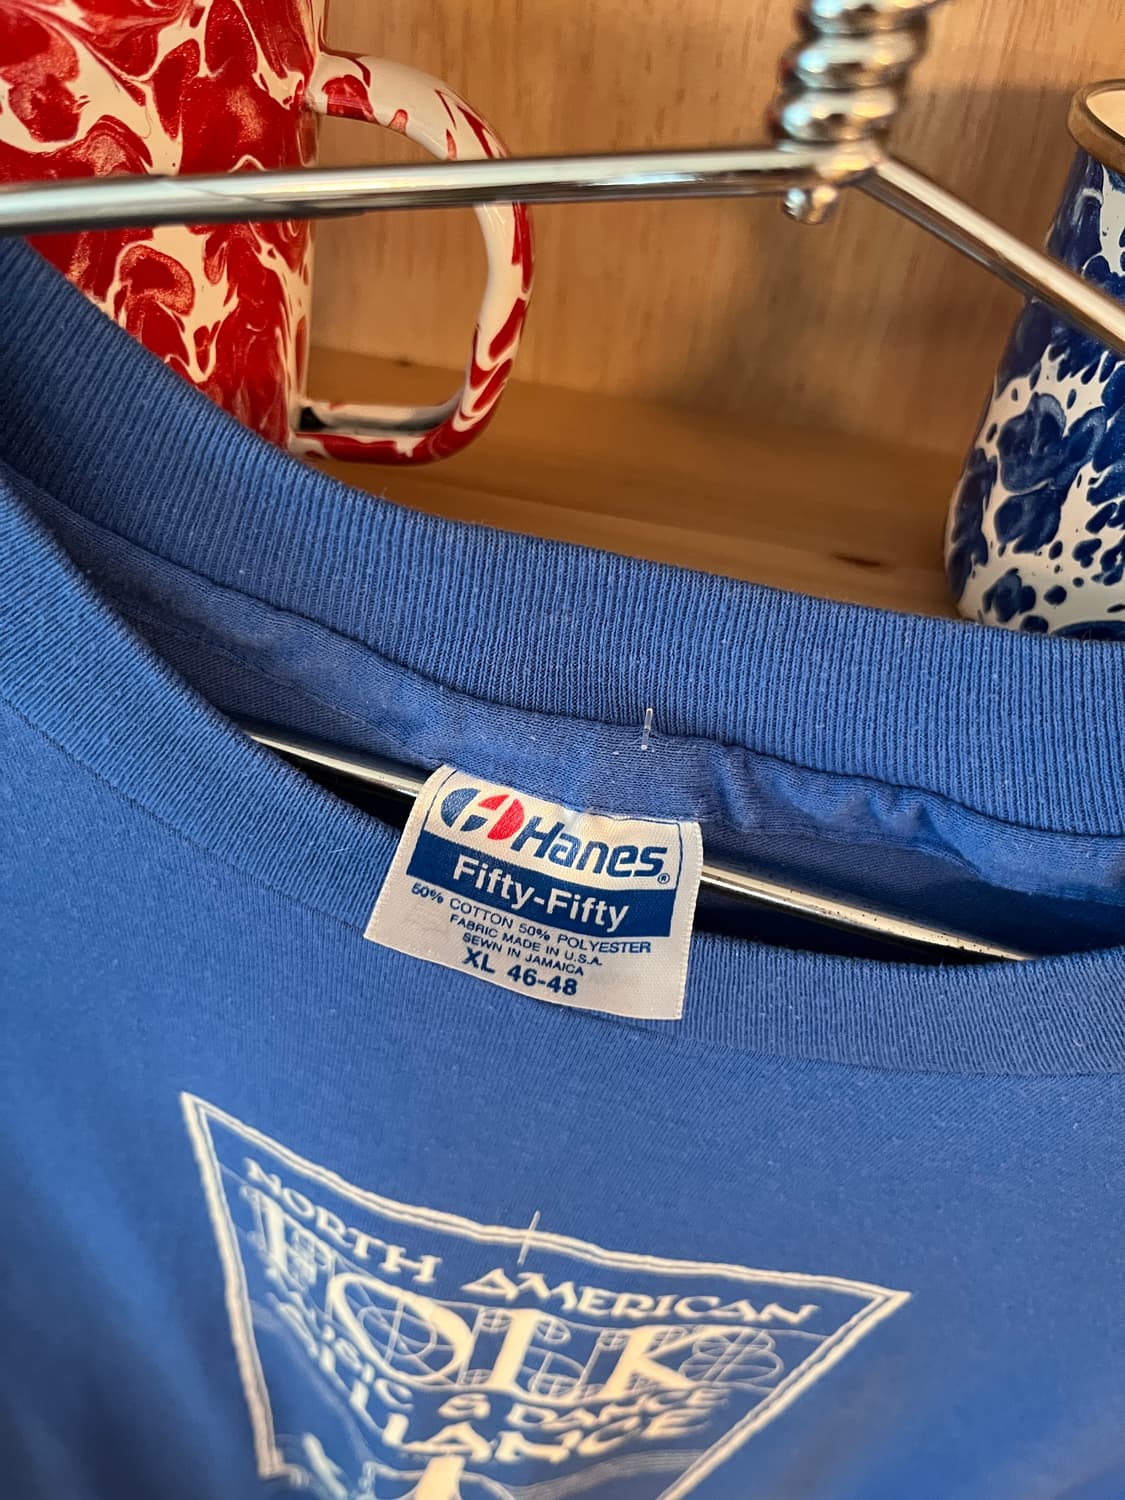 Hanes®
Fifty-Fifty
50% COTTON 50% POLYESTER
FABRIC MADE IN U.S.A.
SEWN IN JAMAICA
XL 46-48
NORTH AMERICAN
FOLK
MUSIC & DANCE
ALLIANCE